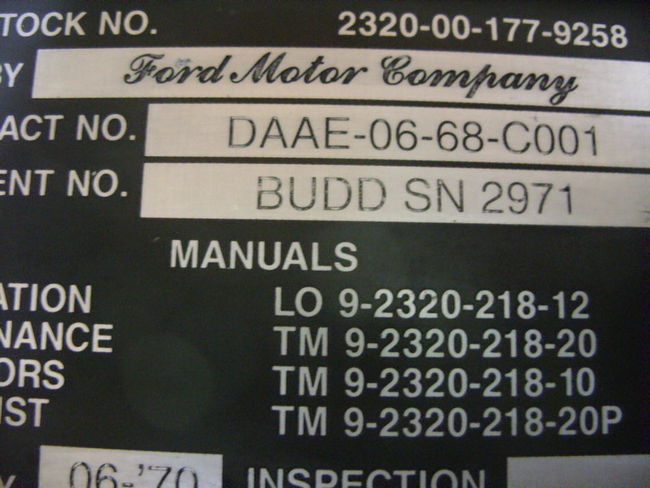 TOCK NO. 2320-00-177-9258
BY Ford Motor Company
ACT NO. DAAE-06-68-C001
ENT NO. BUDD SN 2971
MANUALS
ATION LO 9-2320-218-12
NANCE TM 9-2320-218-20
ORS TM 9-2320-218-10
IST TM 9-2320-218-20P
Y 06-'70 INSPECTION